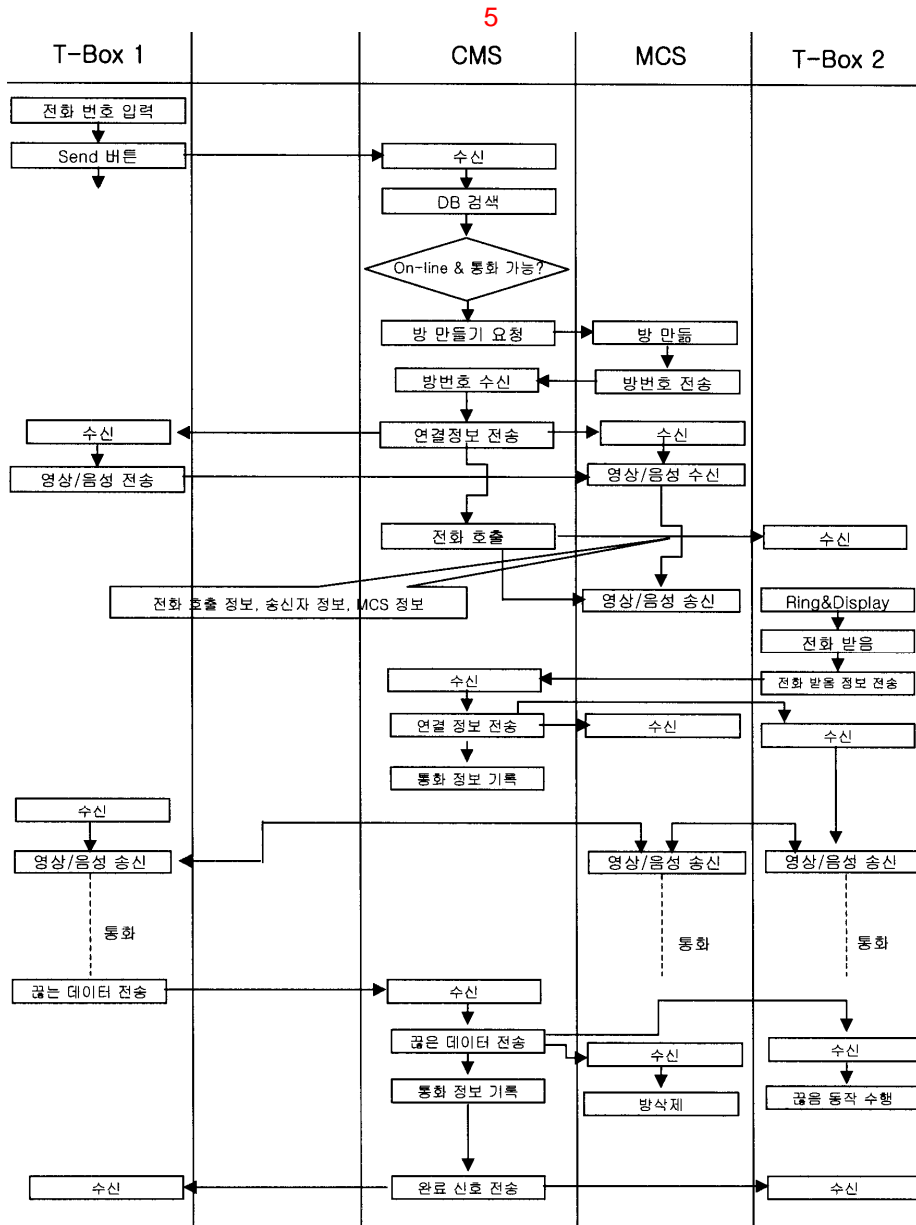 5
T-Box 1
CMS
MCS
T-Box 2
전화 번호 입력
Send 버튼
수신
DB 검색
On-line & 통화 가능?
방 만들기 요청
방 만듦
방번호 수신
방번호 전송
수신
연결정보 전송
수신
영상/음성 전송
영상/음성 수신
전화 호출
수신
전화 호출 정보, 송신자 정보, MCS 정보
영상/음성 송신
Ring&Display
전화 받음
수신
전화 받음 정보 전송
연결 정보 전송
수신
수신
통화 정보 기록
수신
영상/음성 송신
영상/음성 송신
영상/음성 송신
통화
통화
통화
끊는 데이터 전송
수신
끊은 데이터 전송
수신
수신
통화 정보 기록
방삭제
끊음 동작 수행
수신
완료 신호 전송
수신